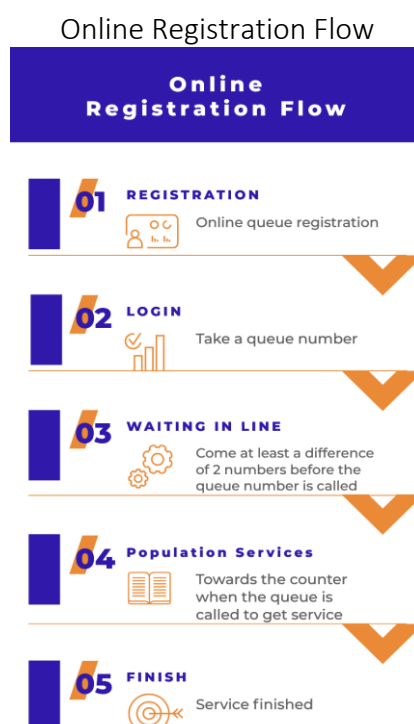 Online Registration Flow
Online
Registration Flow
01
REGISTRATION
Online queue registration
02
LOGIN
Take a queue number
03
WAITING IN LINE
Come at least a difference
of 2 numbers before the
queue number is called
04
Population Services
Towards the counter
when the queue is
called to get service
05
FINISH
Service finished